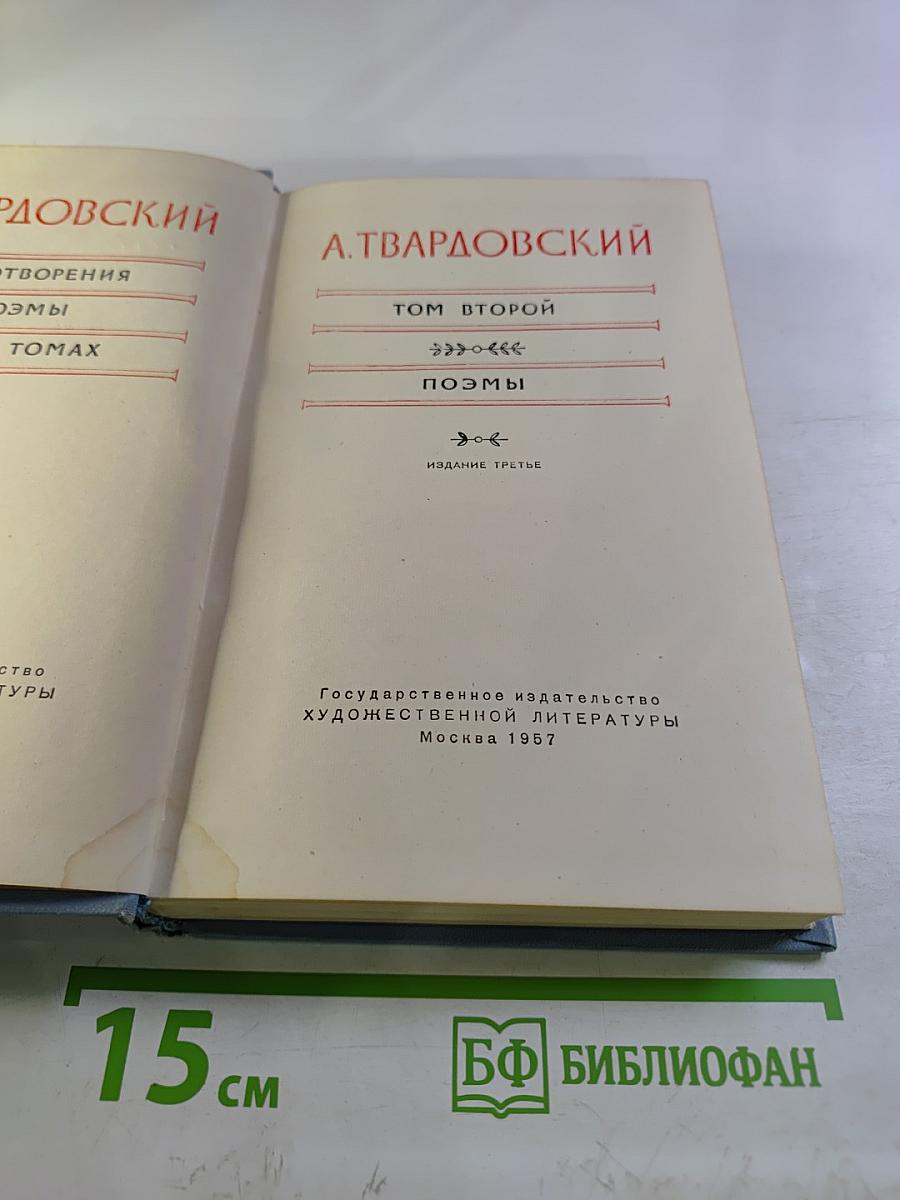 РДОВСКИЙ
ОТВОРЕНИЯ
ОЭМЫ
ТОМАХ
СТВО
ТУРЫ
А.ТВАРДОВСКИЙ
ТОМ ВТОРОЙ
ПОЭМЫ
ИЗДАНИЕ ТРЕТЬЕ
Государственное издательство
ХУДОЖЕСТВЕННОЙ ЛИТЕРАТУРЫ
Москва 1957
15 см
БФ БИБЛИОФАН